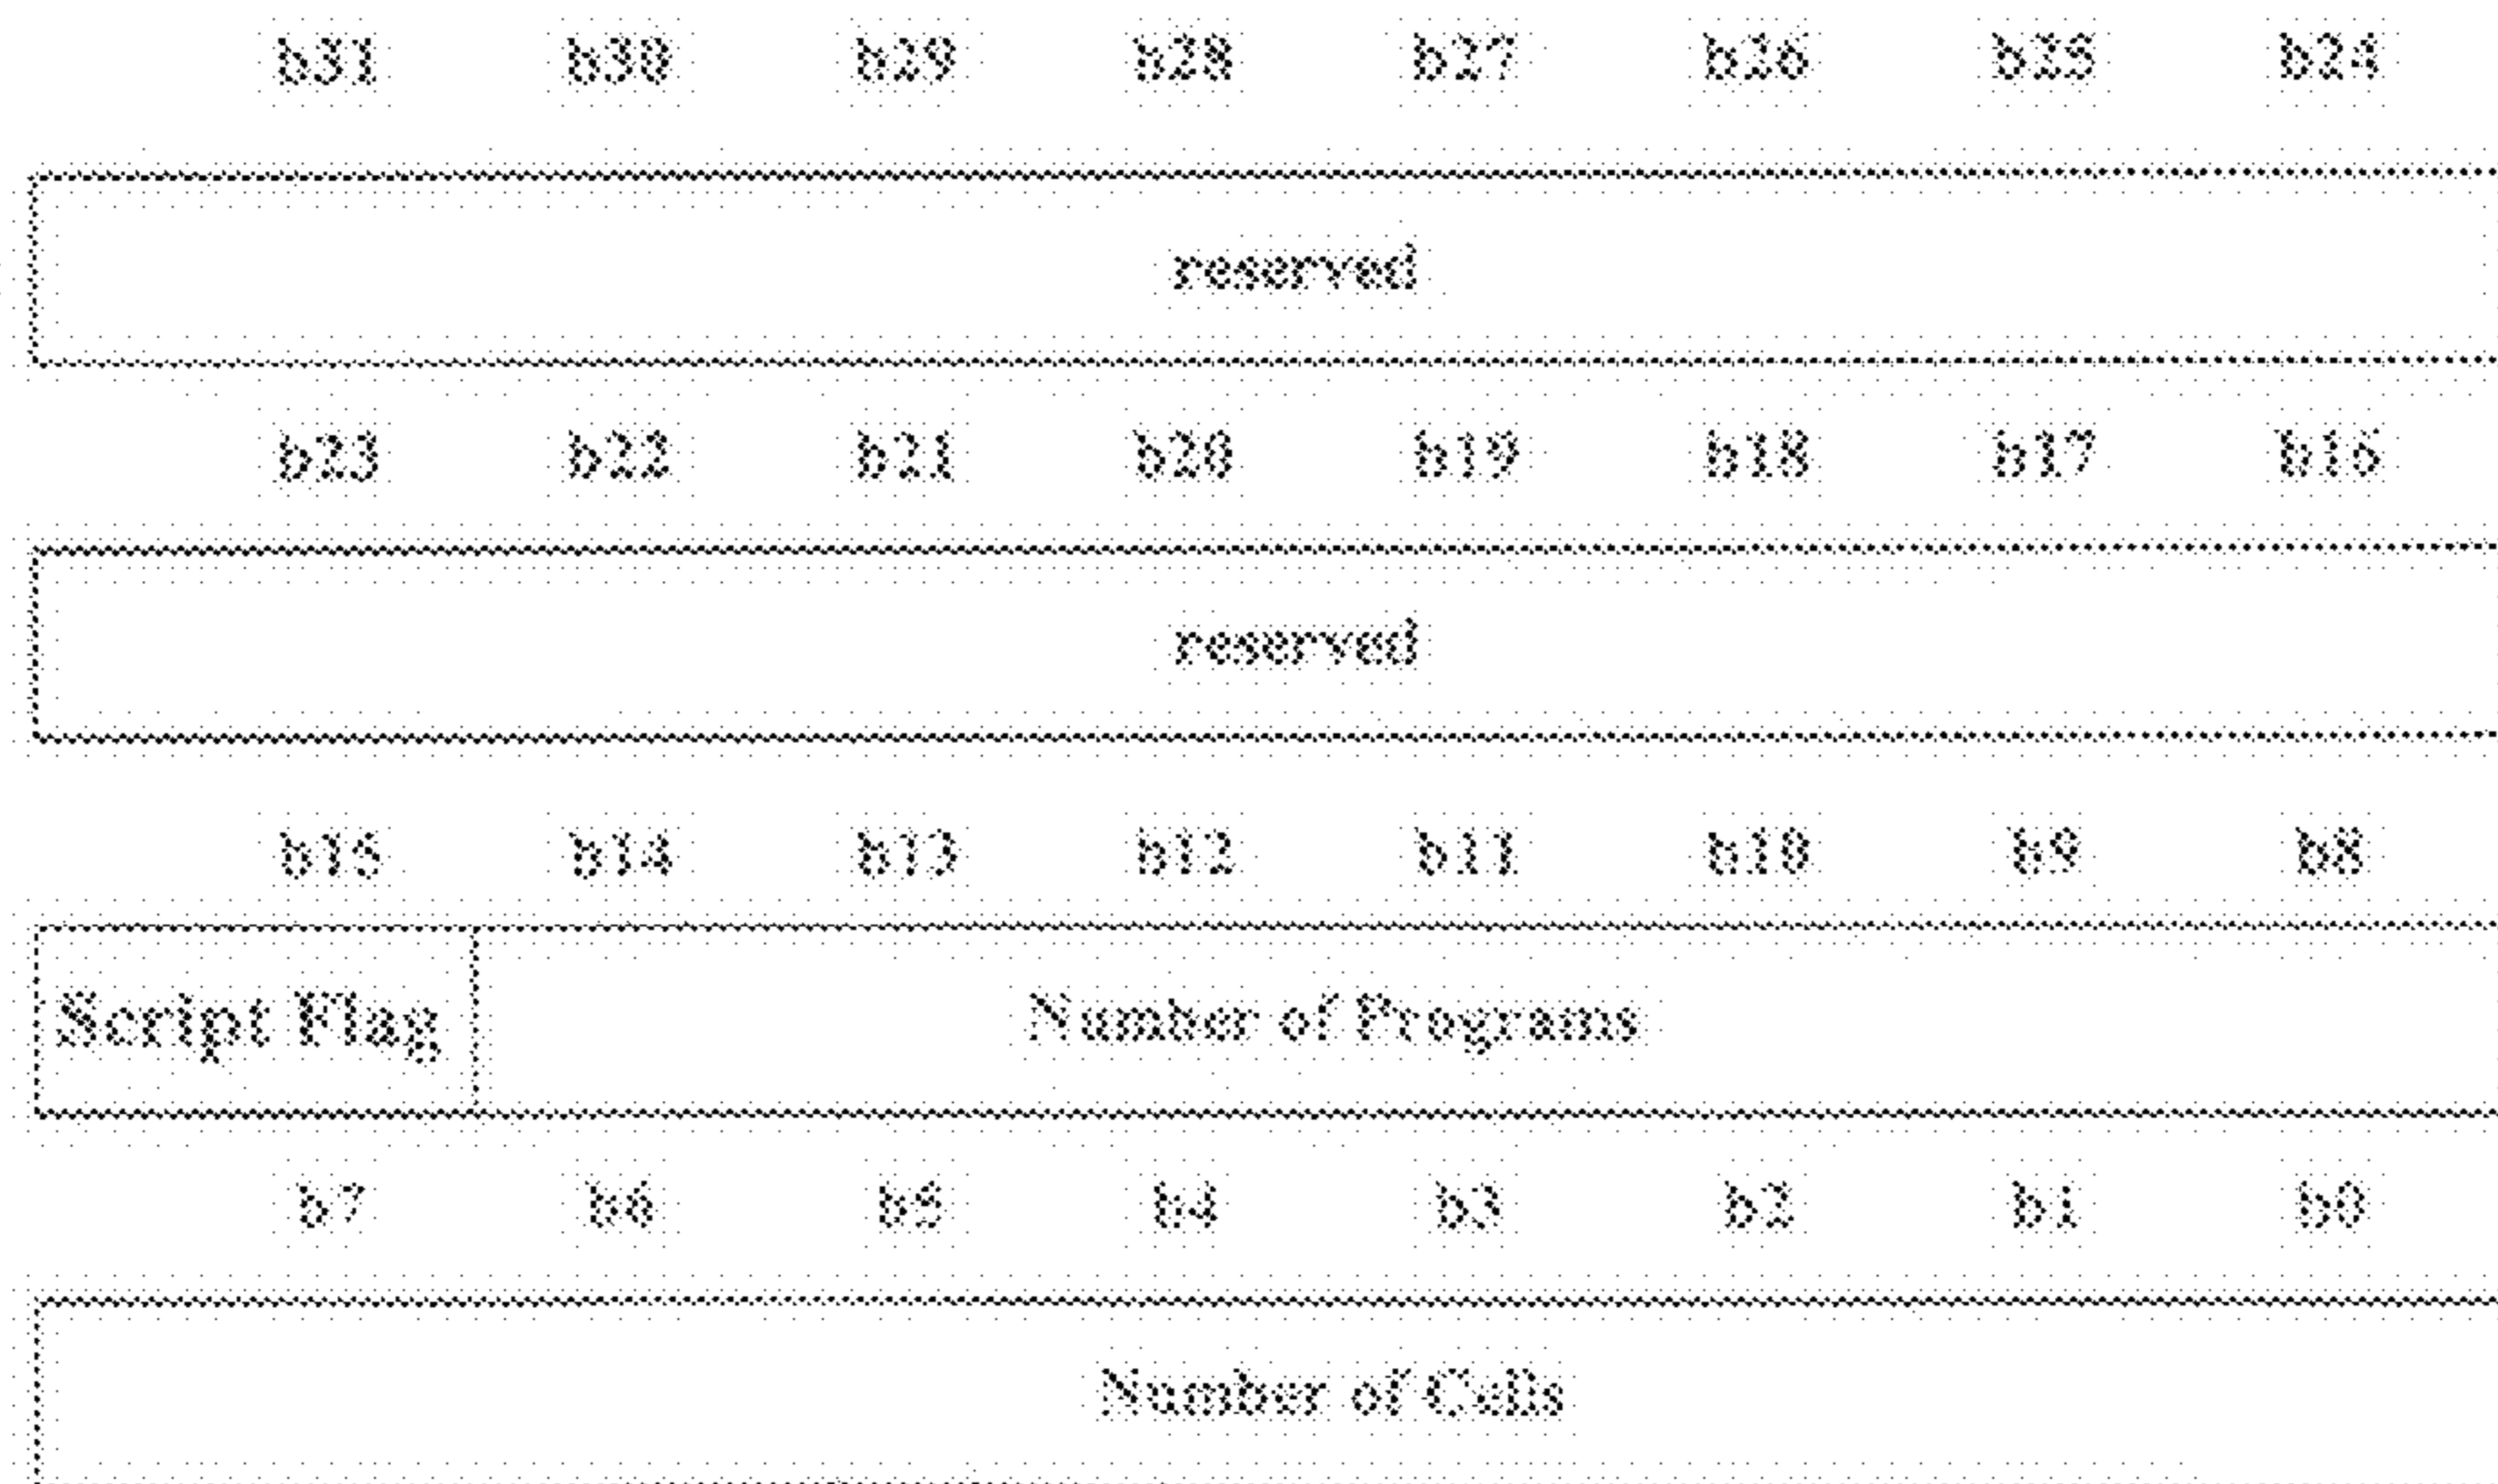 b31 b30 b29 b28 b27 b26 b25 b24
reserved
b23 b22 b21 b20 b19 b18 b17 b16
reserved
b15 b14 b13 b12 b11 b10 b9 b8
Script Flag Number of Programs
b7 b6 b5 b4 b3 b2 b1 b0
Number of Cells